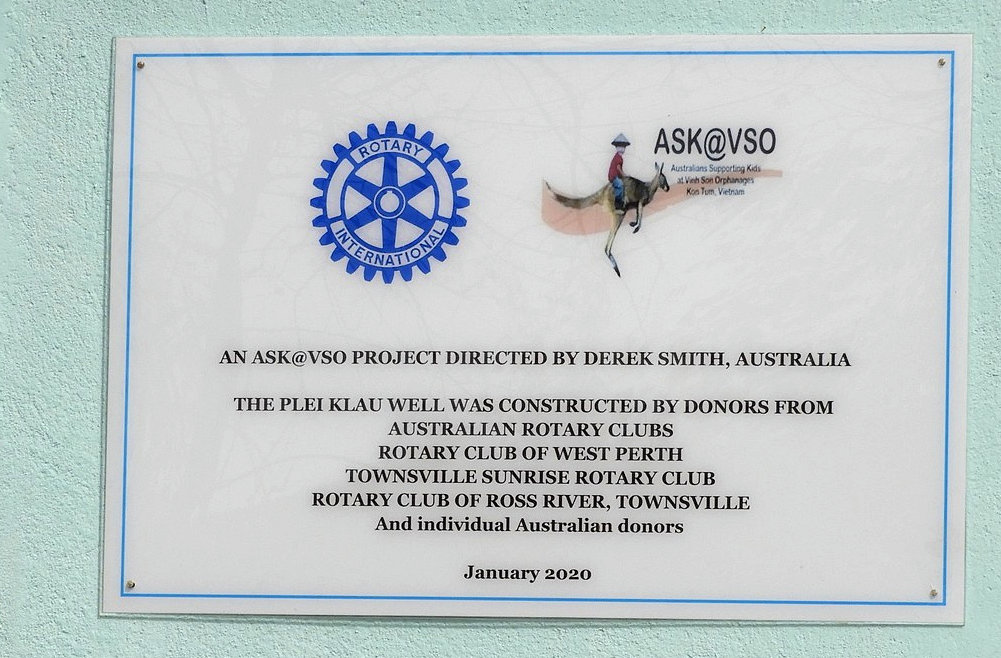 ROTARY
INTERNATIONAL
ASK@VSO
Australians Supporting Kids
at Vinh Son Orphanages
Kon Tum, Vietnam
AN ASK@VSO PROJECT DIRECTED BY DEREK SMITH, AUSTRALIA
THE PLEI KLAU WELL WAS CONSTRUCTED BY DONORS FROM
AUSTRALIAN ROTARY CLUBS
ROTARY CLUB OF WEST PERTH
TOWNSVILLE SUNRISE ROTARY CLUB
ROTARY CLUB OF ROSS RIVER, TOWNSVILLE
And individual Australian donors
January 2020